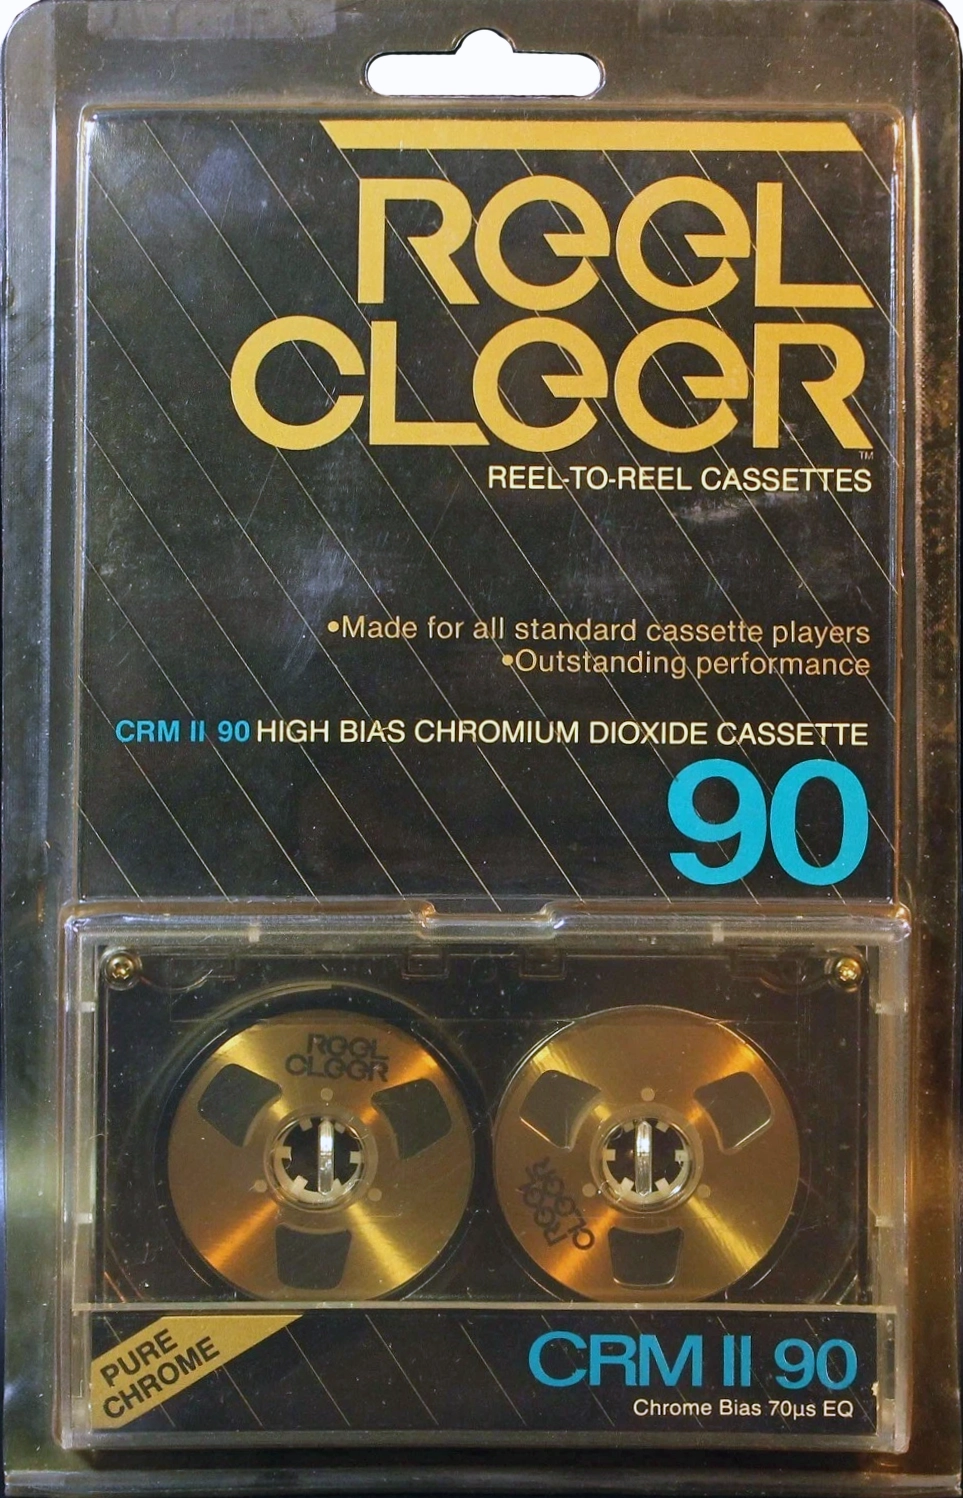 REEL
CLEER
TM
REEL-TO-REEL CASSETTES
•Made for all standard cassette players
•Outstanding performance
CRM II 90 HIGH BIAS CHROMIUM DIOXIDE CASSETTE
90
REEL
CLEER
REEL
CLEER
PURE
CHROME
CRM II 90
Chrome Bias 70µs EQ